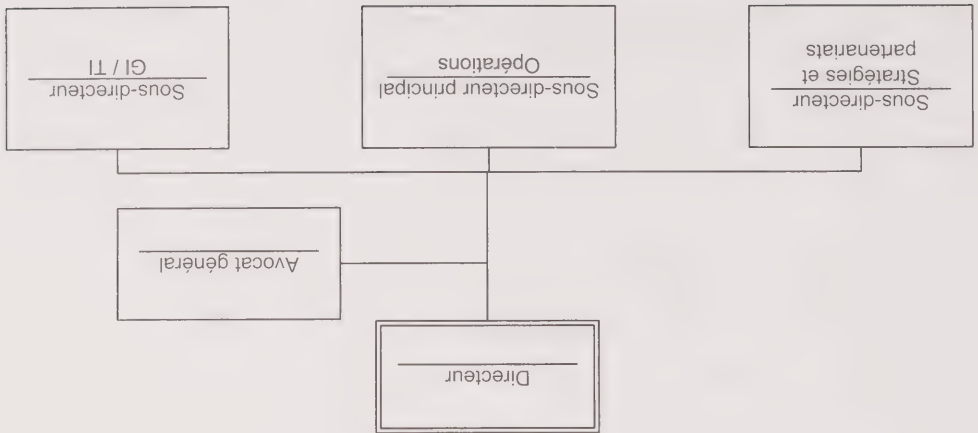 Directeur
Avocat général
Sous-directeur
Stratégies et
partenariats
Sous-directeur principal
Opérations
Sous-directeur
GI / TI